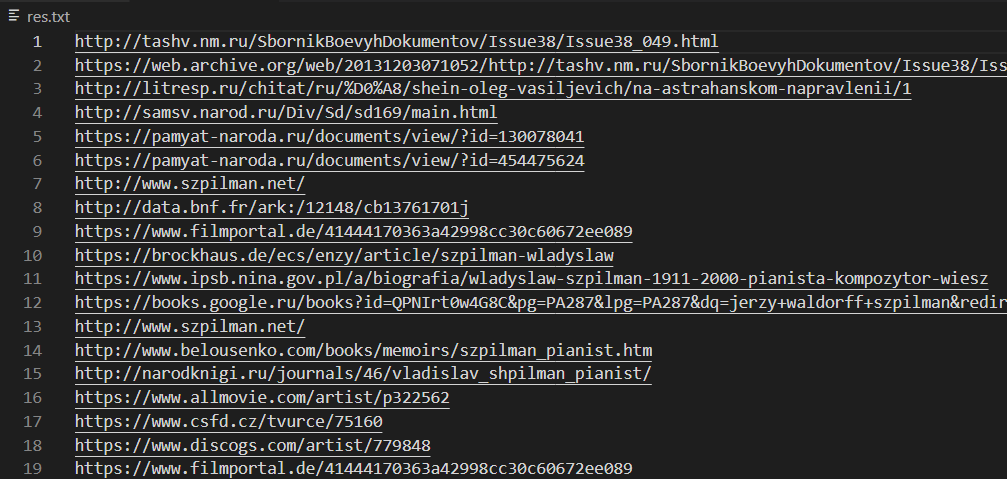 res.txt
1 http://tashv.nm.ru/SbornikBoevyhDokumentov/Issue38/Issue38_049.html
2 https://web.archive.org/web/20131203071052/http://tashv.nm.ru/SbornikBoevyhDokumentov/Issue38/Iss
3 http://litresp.ru/chitat/ru/%D0%A8/shein-oleg-vasiljevich/na-astrahanskom-napravlenii/1
4 http://samsv.narod.ru/Div/Sd/sd169/main.html
5 https://pamyat-naroda.ru/documents/view/?id=130078041
6 https://pamyat-naroda.ru/documents/view/?id=454475624
7 http://www.szpilman.net/
8 http://data.bnf.fr/ark:/12148/cb13761701j
9 https://www.filmportal.de/41444170363a42998cc30c60672ee089
10 https://brockhaus.de/ecs/enzy/article/szpilman-wladyslaw
11 https://www.ipsb.nina.gov.pl/a/biografia/wladyslaw-szpilman-1911-2000-pianista-kompozytor-wiesz
12 https://books.google.ru/books?id=QPNIrt0w4G8C&pg=PA287&lpg=PA287&dq=jerzy+waldorff+szpilman&redir
13 http://www.szpilman.net/
14 http://www.belousenko.com/books/memoirs/szpilman_pianist.htm
15 http://narodknigi.ru/journals/46/vladislav_shpilman_pianist/
16 https://www.allmovie.com/artist/p322562
17 https://www.csfd.cz/tvurce/75160
18 https://www.discogs.com/artist/779848
19 https://www.filmportal.de/41444170363a42998cc30c60672ee089